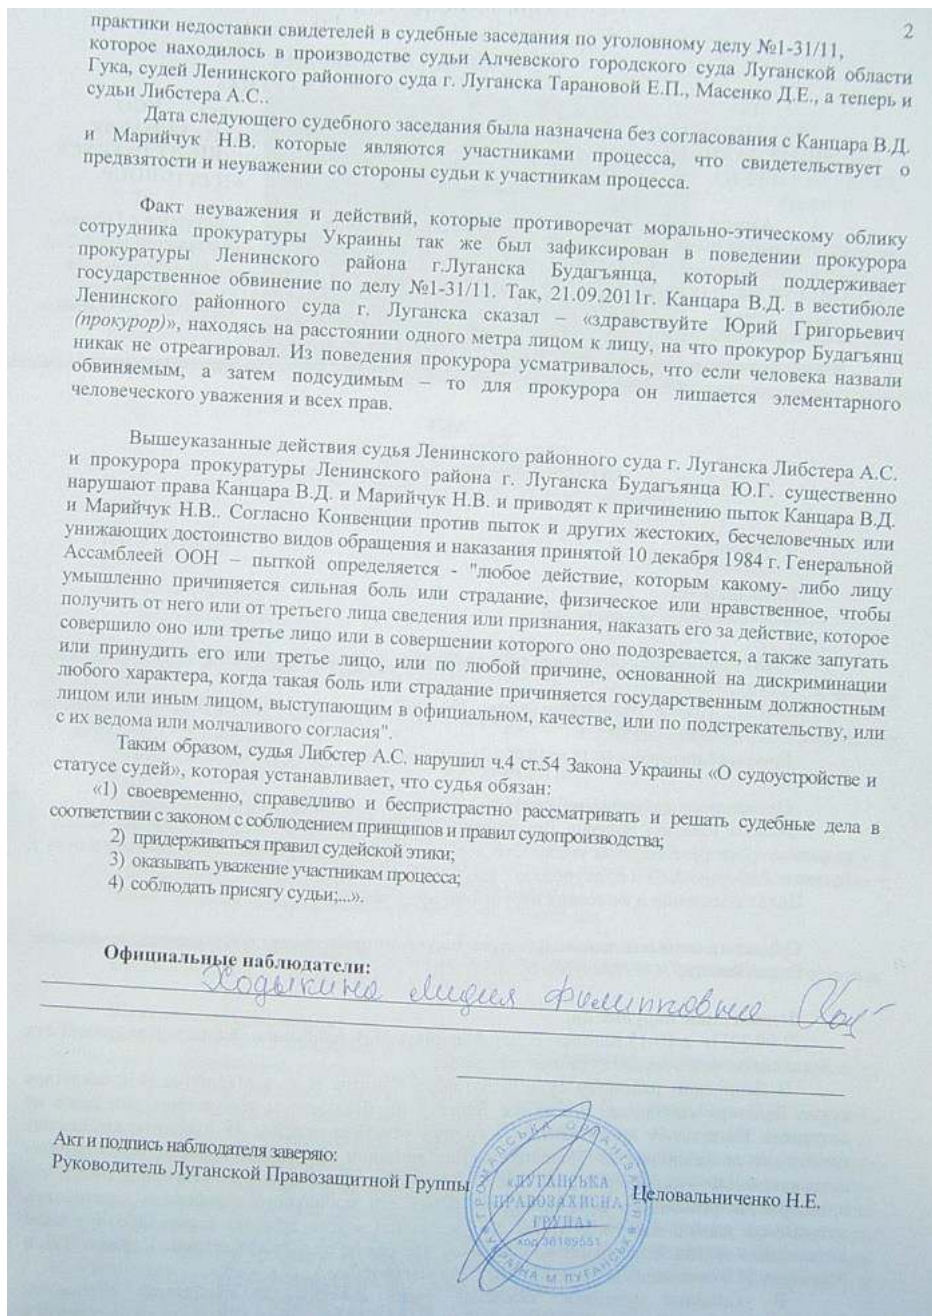 2
практики недоставки свидетелей в судебные заседания по уголовному делу №1-31/11,
которое находилось в производстве судьи Алчевского городского суда Луганской области
Гука, судей Ленинского районного суда г. Луганска Тарановой Е.П., Масенко Д.Е., а теперь и
судьи Либстера А.С..
Дата следующего судебного заседания была назначена без согласования с Канцара В.Д.
и Марийчук Н.В. которые являются участниками процесса, что свидетельствует о
предвзятости и неуважении со стороны судьи к участникам процесса.
Факт неуважения и действий, которые противоречат морально-этическому облику
сотрудника прокуратуры Украины так же был зафиксирован в поведении прокурора
прокуратуры Ленинского района г.Луганска Будагъянца, который поддерживает
государственное обвинение по делу №1-31/11. Так, 21.09.2011г. Канцара В.Д. в вестибюле
Ленинского районного суда г. Луганска сказал – «здравствуйте Юрий Григорьевич
(прокурор)», находясь на расстоянии одного метра лицом к лицу, на что прокурор Будагъянц
никак не отреагировал. Из поведения прокурора усматривалось, что если человека назвали
обвиняемым, а затем подсудимым – то для прокурора он лишается элементарного
человеческого уважения и всех прав.
Вышеуказанные действия судья Ленинского районного суда г. Луганска Либстера А.С.
и прокурора прокуратуры Ленинского района г. Луганска Будагъянца Ю.Г. существенно
нарушают права Канцара В.Д. и Марийчук Н.В. и приводят к причинению пыток Канцара В.Д.
и Марийчук Н.В.. Согласно Конвенции против пыток и других жестоких, бесчеловечных или
унижающих достоинство видов обращения и наказания принятой 10 декабря 1984 г. Генеральной
Ассамблеей ООН – пыткой определяется - "любое действие, которым какому- либо лицу
умышленно причиняется сильная боль или страдание, физическое или нравственное, чтобы
получить от него или от третьего лица сведения или признания, наказать его за действие, которое
совершило оно или третье лицо или в совершении которого оно подозревается, а также запугать
или принудить его или третье лицо, или по любой причине, основанной на дискриминации
любого характера, когда такая боль или страдание причиняется государственным должностным
лицом или иным лицом, выступающим в официальном, качестве, или по подстрекательству, или
с их ведома или молчаливого согласия".
Таким образом, судья Либстер А.С. нарушил ч.4 ст.54 Закона Украины «О судоустройстве и
статусе судей», которая устанавливает, что судья обязан:
«1) своевременно, справедливо и беспристрастно рассматривать и решать судебные дела в
соответствии с законом с соблюдением принципов и правил судопроизводства;
2) придерживаться правил судейской этики;
3) оказывать уважение участникам процесса;
4) соблюдать присягу судьи;...».
Официальные наблюдатели:
Ходыкина Лидия Филипповна
Акт и подпись наблюдателя заверяю:
Руководитель Луганской Правозащитной Группы
Целовальниченко Н.Е.
ГРОМАДСЬКА ОРГАНІЗАЦІЯ
«ЛУГАНСЬКА
ПРАВОЗАХИСНА
ГРУПА»
код 36189551
УКРАЇНА М.ЛУГАНСЬК